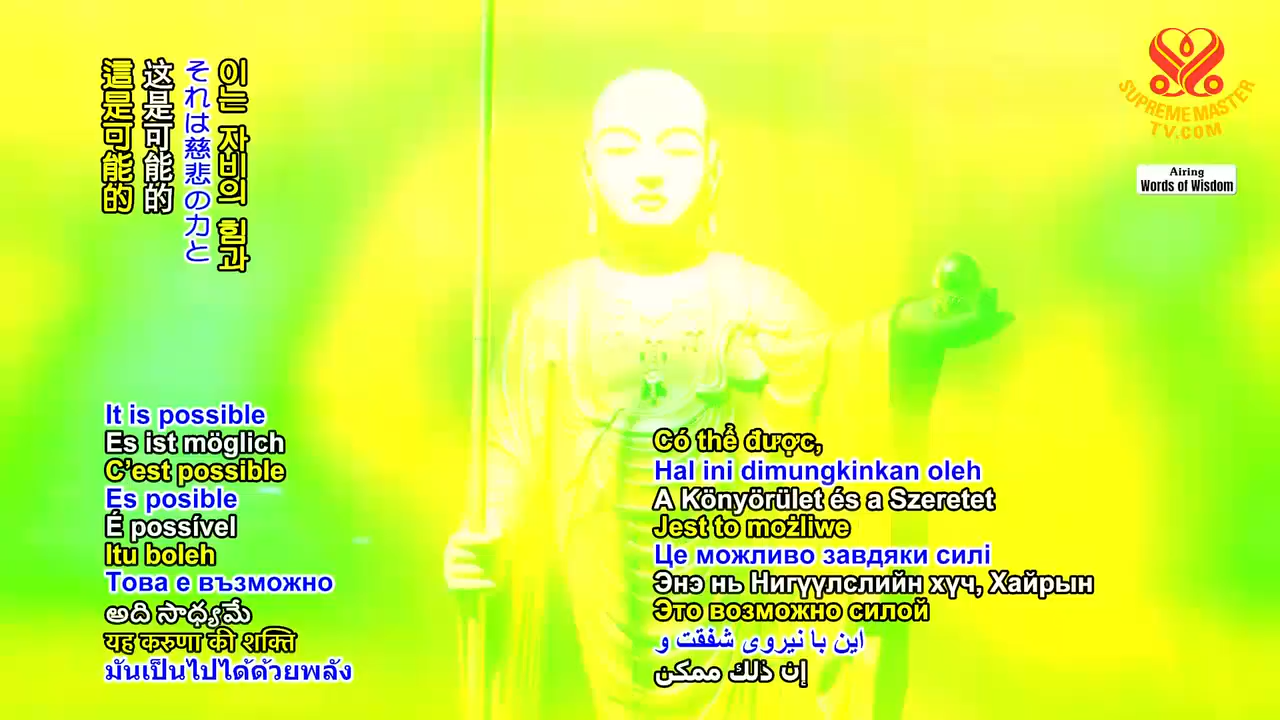 이는 자비의 힘과
それは慈悲の力と
这是可能的
這是可能的
SUPREME MASTER
TV.COM
Airing
Words of Wisdom
It is possible
Es ist möglich
C’est possible
Es posible
É possível
Itu boleh
Това е възможно
అది సాధ్యమే
यह करुणा की शक्ति
มันเป็นไปได้ด้วยพลัง
Có thể được,
Hal ini dimungkinkan oleh
A Könyörület és a Szeretet
Jest to możliwe
Це можливо завдяки силі
Энэ нь Нигүүлслийн хүч, Хайрын
Это возможно силой
این با نیروی شفقت و
إن ذلك ممكن